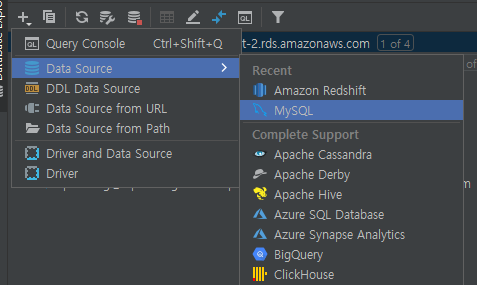 Query Console Ctrl+Shift+Q
t-2.rds.amazonaws.com 1 of 4
Data Source
DDL Data Source
Data Source from URL
Data Source from Path
Driver and Data Source
Driver
Recent
Amazon Redshift
MySQL
Complete Support
Apache Cassandra
Apache Derby
Apache Hive
Azure SQL Database
Azure Synapse Analytics
BigQuery
ClickHouse
of
m